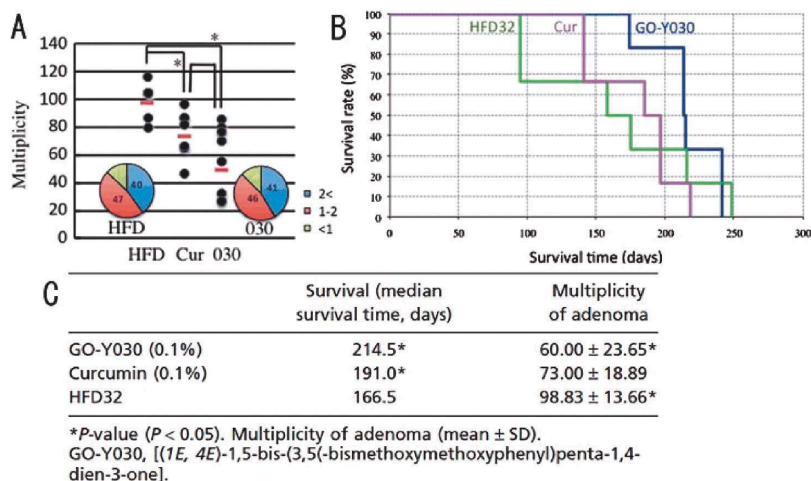 A
Multiplicity
140
120
100
80
60
40
20
0
*
*
40
47
HFD
41
46
030
2<
1-2
<1
HFD Cur 030
B
Survival rate (%)
100
90
80
70
60
50
40
30
20
10
0
HFD32
Cur
GO-Y030
0 50 100 150 200 250 300
Survival time (days)
C
Survival (median survival time, days) Multiplicity of adenoma
GO-Y030 (0.1%) 214.5* 60.00 ± 23.65*
Curcumin (0.1%) 191.0* 73.00 ± 18.89
HFD32 166.5 98.83 ± 13.66*
*P-value (P < 0.05). Multiplicity of adenoma (mean ± SD).
GO-Y030, [(1E, 4E)-1,5-bis-(3,5(-bismethoxymethoxyphenyl)penta-1,4-
dien-3-one].